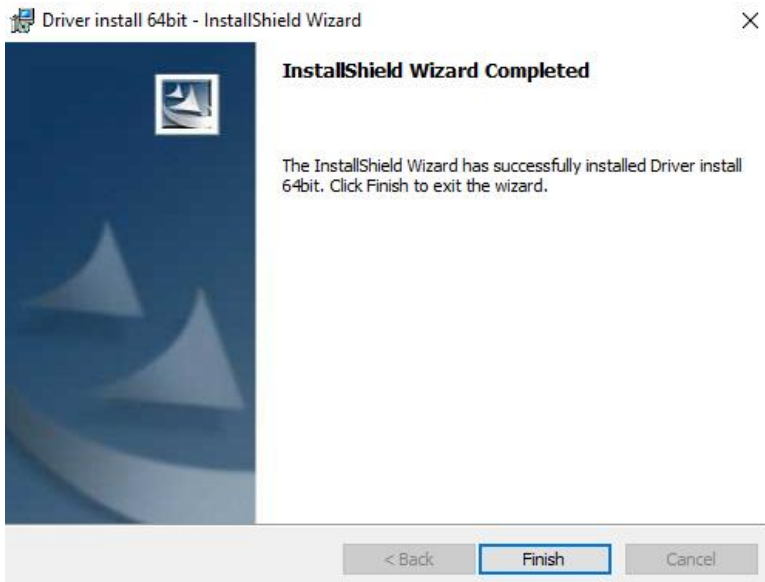 Driver install 64bit - InstallShield Wizard
InstallShield Wizard Completed
The InstallShield Wizard has successfully installed Driver install
64bit. Click Finish to exit the wizard.
< Back
Finish
Cancel